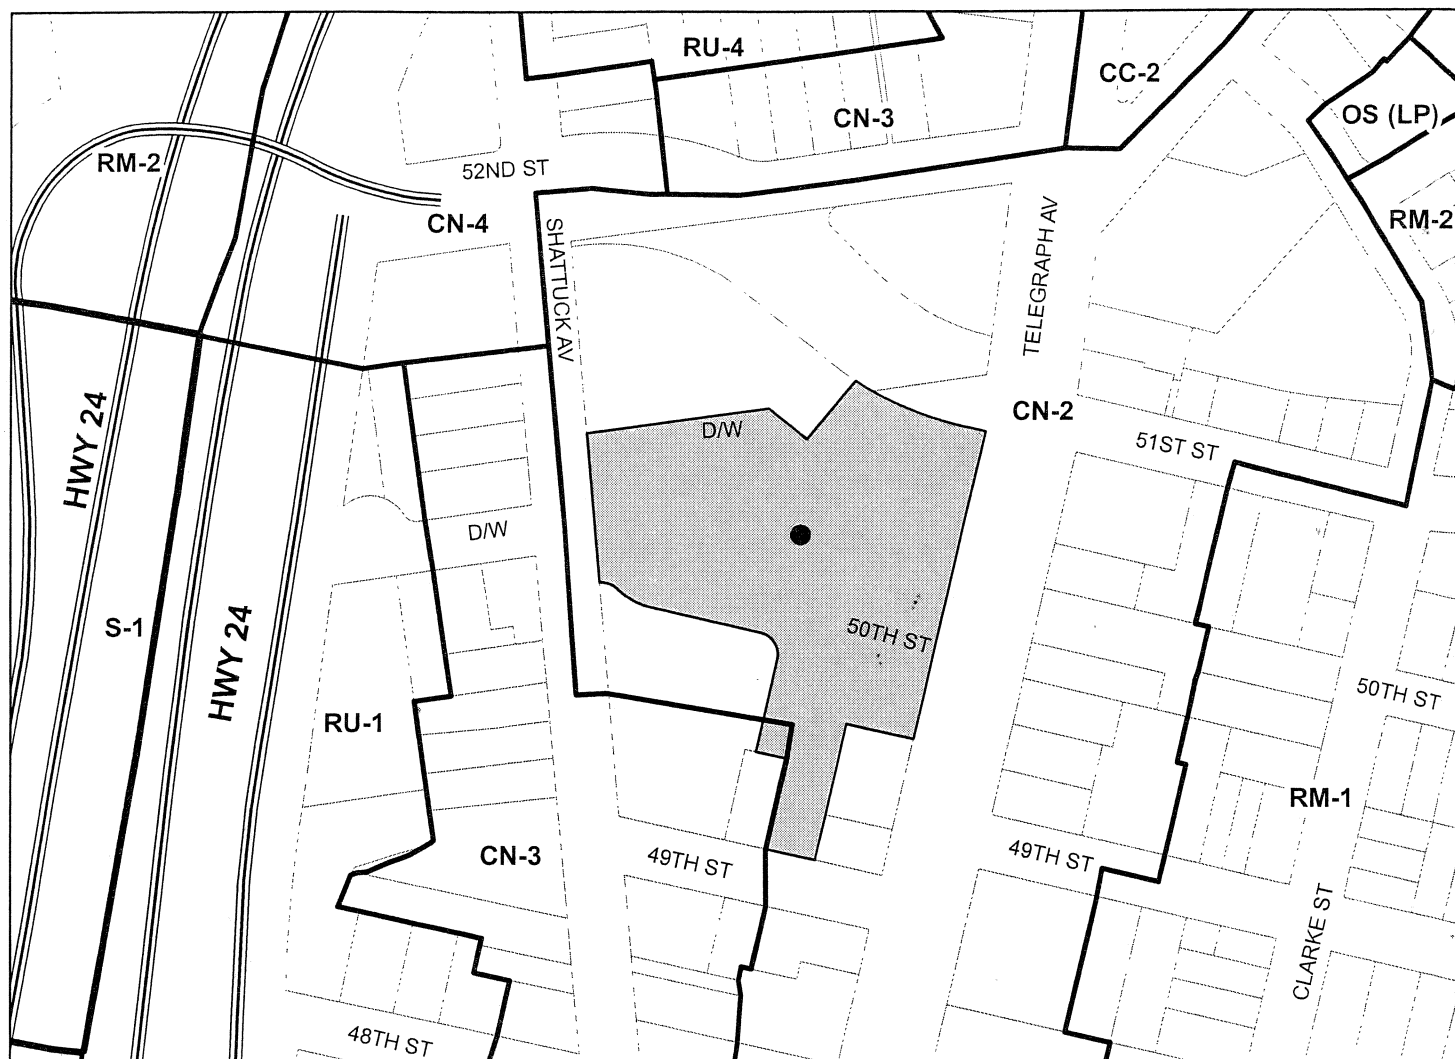 RU-4
CC-2
CN-3
OS (LP)
RM-2
52ND ST
CN-4
RM-2
SHATTUCK AV
TELEGRAPH AV
CN-2
D/W
51ST ST
HWY 24
D/W
S-1
HWY 24
50TH ST
50TH ST
RU-1
RM-1
CN-3
49TH ST
49TH ST
CLARKE ST
48TH ST